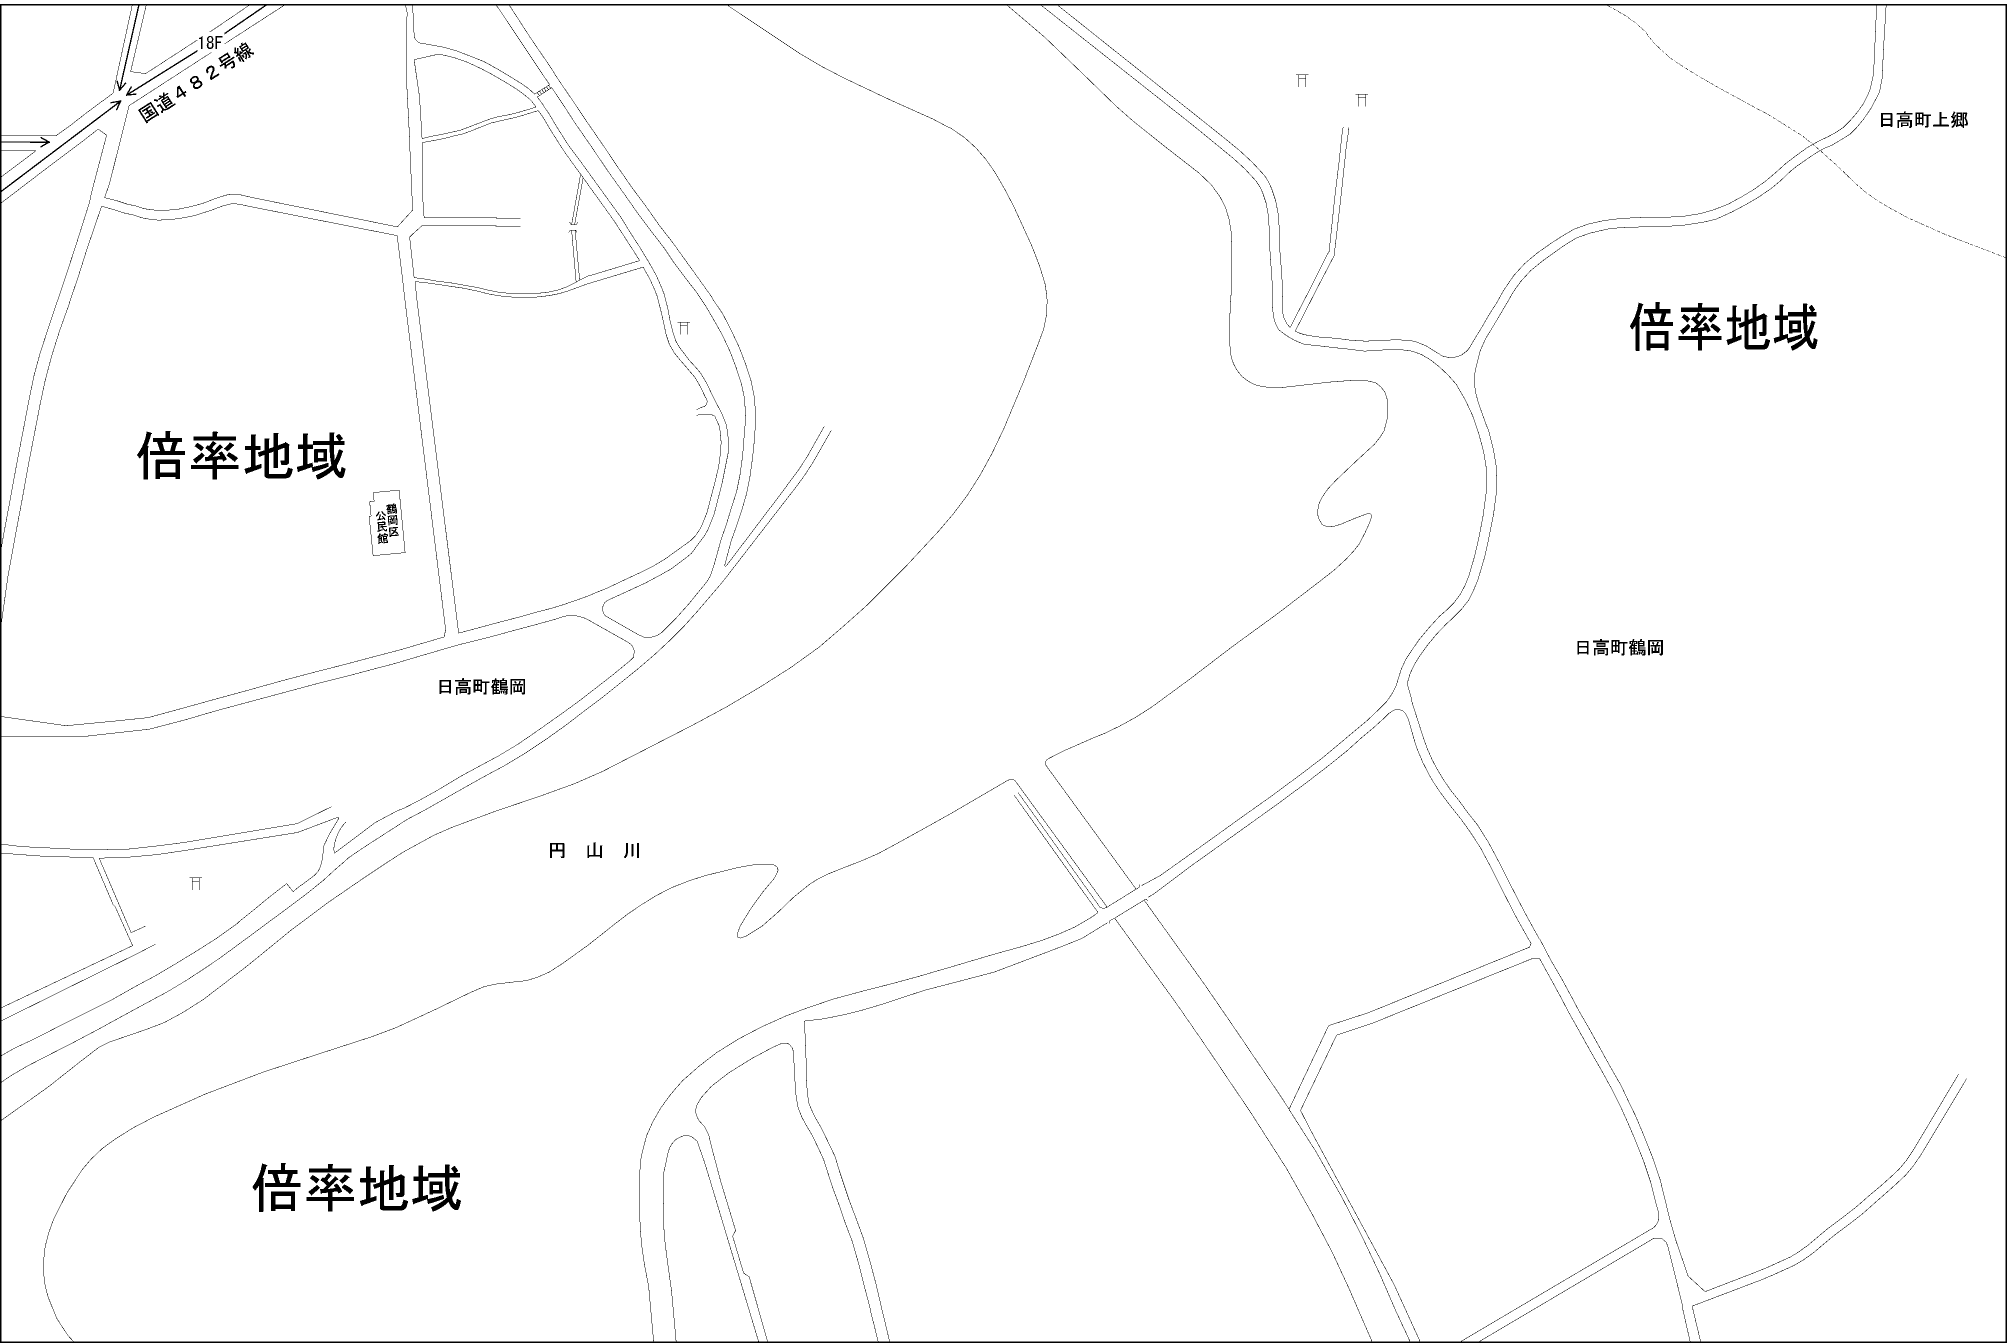 18F
国道４８２号線
日高町上郷
倍率地域
倍率地域
鶴岡区
公民館
日高町鶴岡
日高町鶴岡
円山川
倍率地域